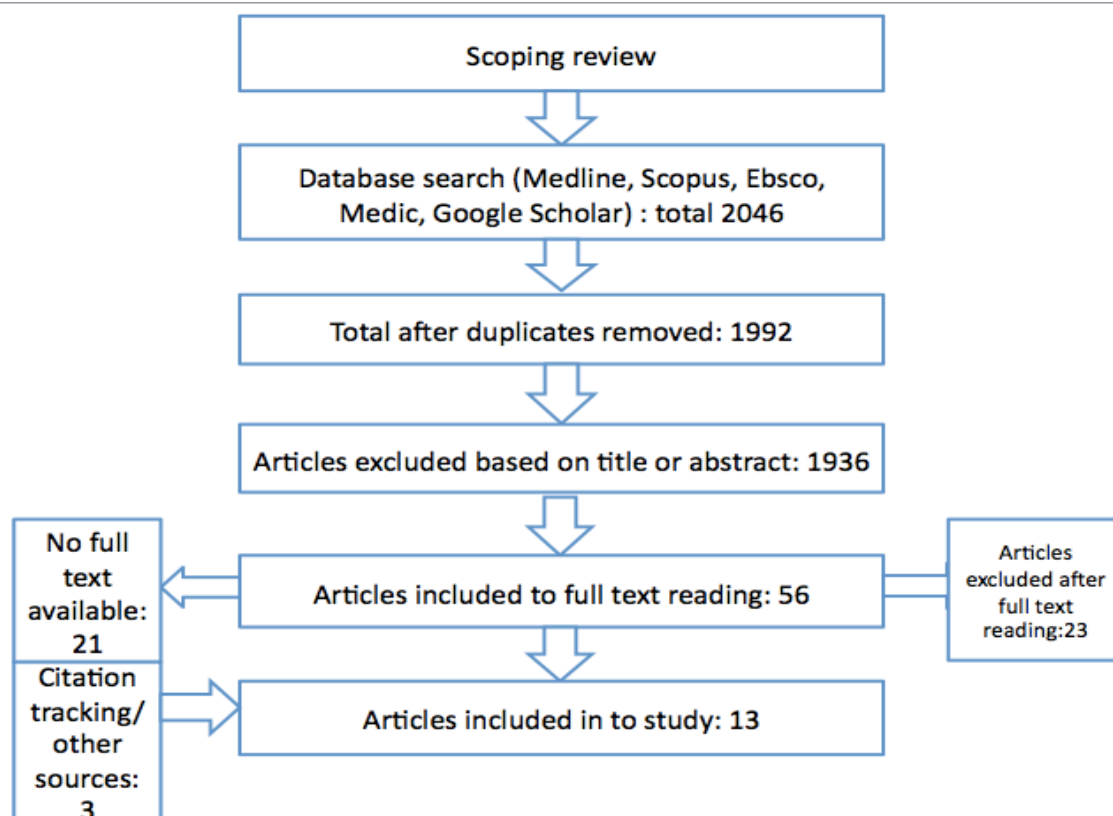 Scoping review
Database search (Medline, Scopus, Ebsco,
Medic, Google Scholar) : total 2046
Total after duplicates removed: 1992
Articles excluded based on title or abstract: 1936
No full
text
available:
21
Articles included to full text reading: 56
Articles
excluded after
full text
reading:23
Citation
tracking/
other
sources:
3
Articles included in to study: 13